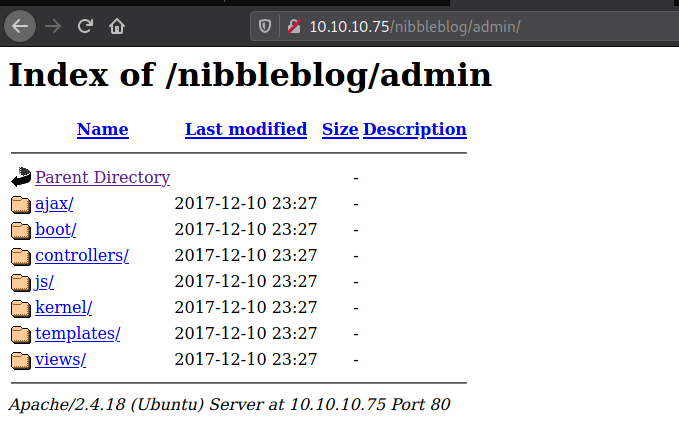 10.10.10.75/nibbleblog/admin/
Index of /nibbleblog/admin
Name Last modified Size Description
Parent Directory -
ajax/ 2017-12-10 23:27 -
boot/ 2017-12-10 23:27 -
controllers/ 2017-12-10 23:27 -
js/ 2017-12-10 23:27 -
kernel/ 2017-12-10 23:27 -
templates/ 2017-12-10 23:27 -
views/ 2017-12-10 23:27 -
Apache/2.4.18 (Ubuntu) Server at 10.10.10.75 Port 80